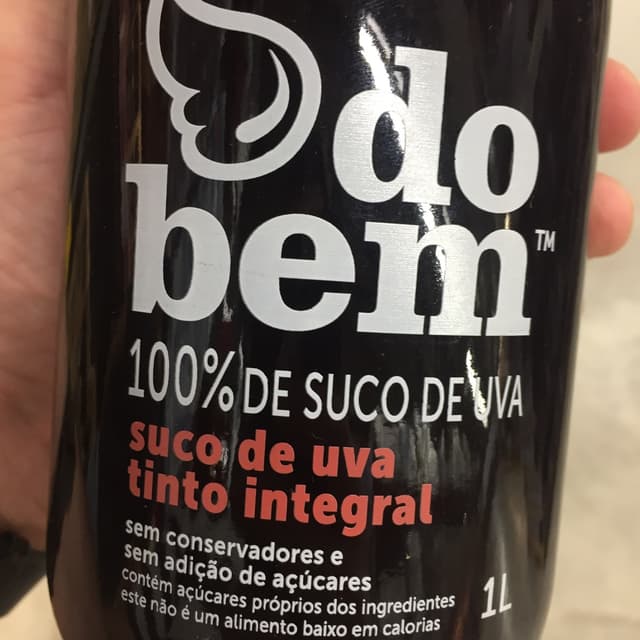 do
bem™
100% DE SUCO DE UVA
suco de uva
tinto integral
sem conservadores e
sem adição de açúcares
contém açúcares próprios dos ingredientes
este não é um alimento baixo em calorias
1L